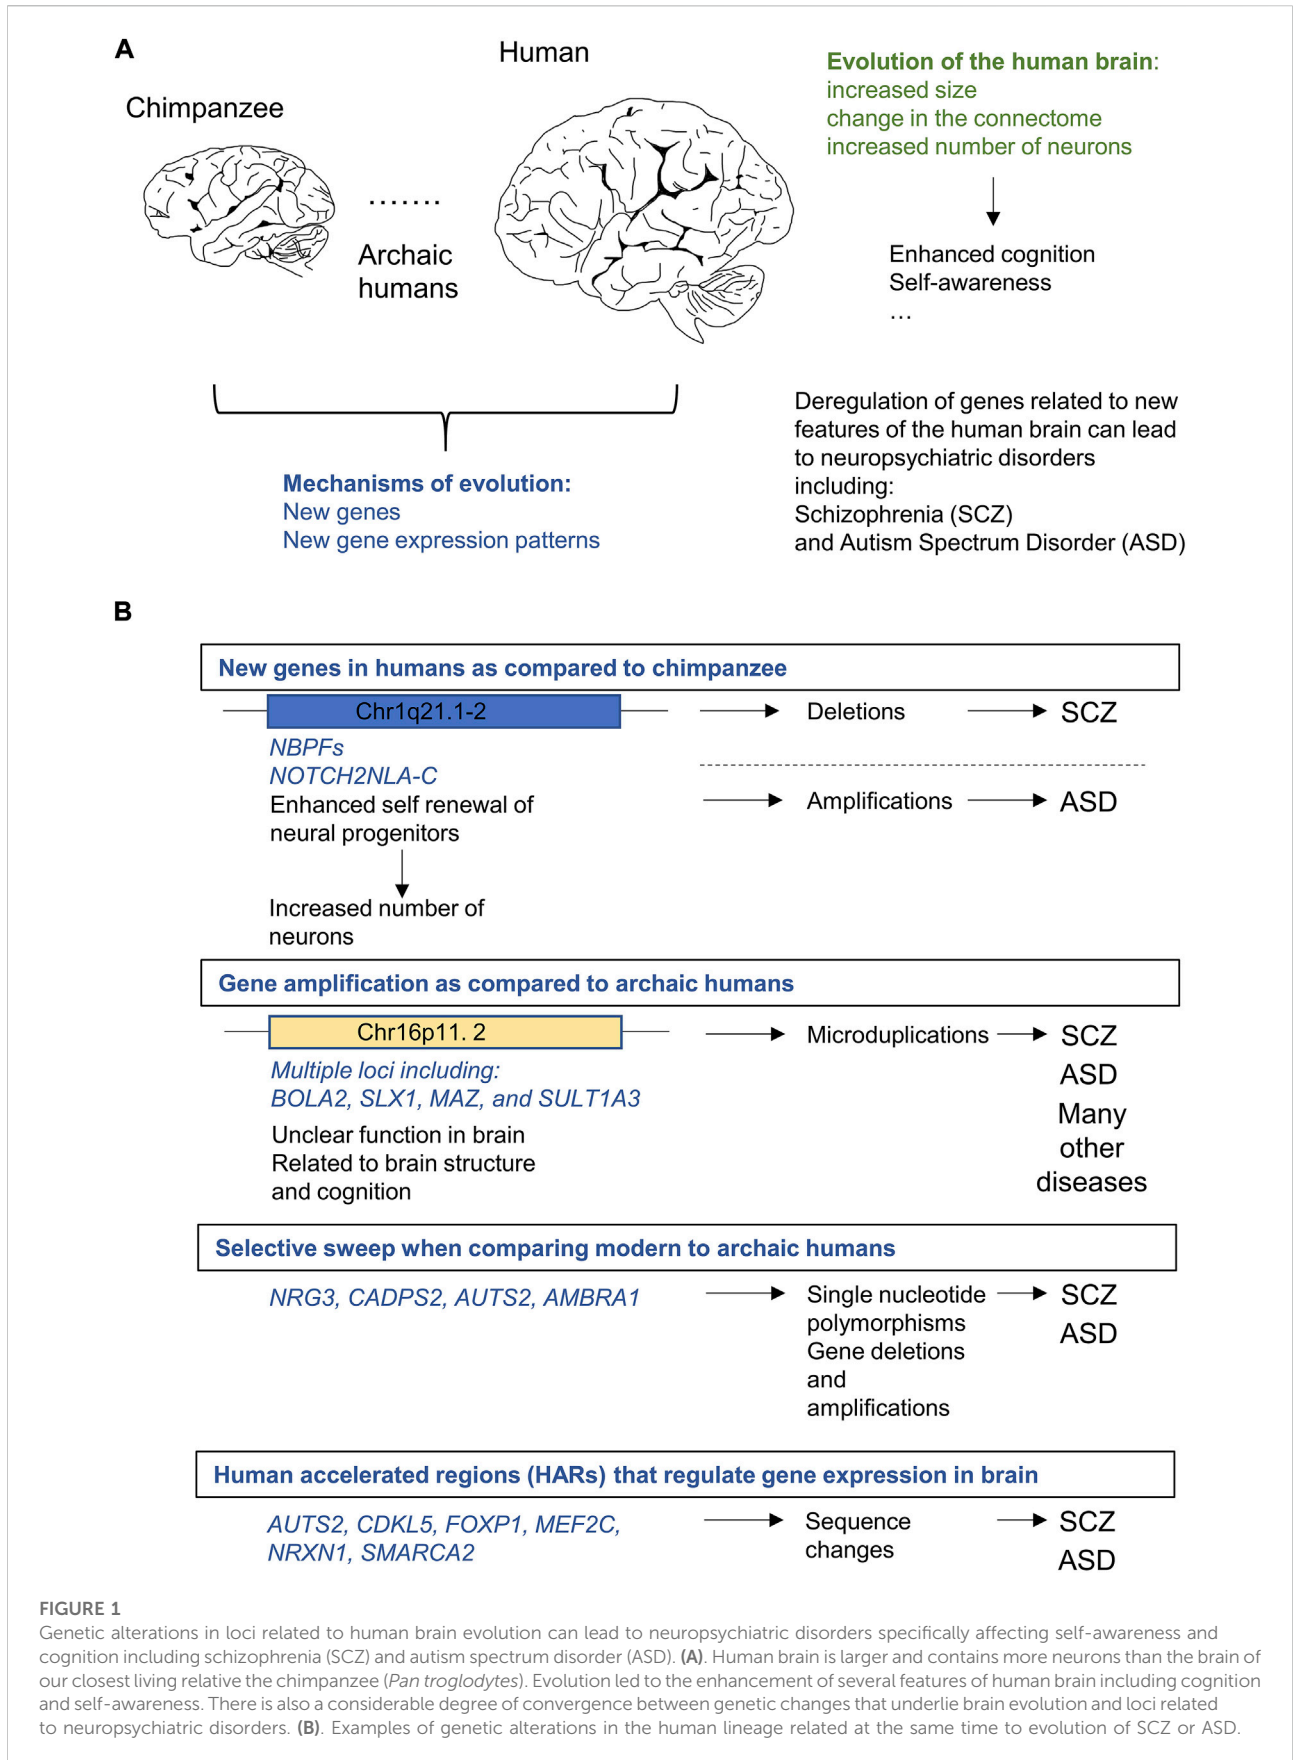 A
Human
Chimpanzee
.......
Archaic
humans
Evolution of the human brain:
increased size
change in the connectome
increased number of neurons
Enhanced cognition
Self-awareness
...
Mechanisms of evolution:
New genes
New gene expression patterns
Deregulation of genes related to new
features of the human brain can lead
to neuropsychiatric disorders
including:
Schizophrenia (SCZ)
and Autism Spectrum Disorder (ASD)
B
New genes in humans as compared to chimpanzee
Chr1q21.1-2
Deletions
SCZ
NBPFs
NOTCH2NLA-C
Enhanced self renewal of
neural progenitors
Amplifications
ASD
Increased number of
neurons
Gene amplification as compared to archaic humans
Chr16p11. 2
Microduplications
SCZ
ASD
Many
other
diseases
Multiple loci including:
BOLA2, SLX1, MAZ, and SULT1A3
Unclear function in brain
Related to brain structure
and cognition
Selective sweep when comparing modern to archaic humans
NRG3, CADPS2, AUTS2, AMBRA1
Single nucleotide
polymorphisms
Gene deletions
and
amplifications
SCZ
ASD
Human accelerated regions (HARs) that regulate gene expression in brain
AUTS2, CDKL5, FOXP1, MEF2C,
NRXN1, SMARCA2
Sequence
changes
SCZ
ASD
FIGURE 1
Genetic alterations in loci related to human brain evolution can lead to neuropsychiatric disorders specifically affecting self-awareness and
cognition including schizophrenia (SCZ) and autism spectrum disorder (ASD). (A). Human brain is larger and contains more neurons than the brain of
our closest living relative the chimpanzee (Pan troglodytes). Evolution led to the enhancement of several features of human brain including cognition
and self-awareness. There is also a considerable degree of convergence between genetic changes that underlie brain evolution and loci related
to neuropsychiatric disorders. (B). Examples of genetic alterations in the human lineage related at the same time to evolution of SCZ or ASD.